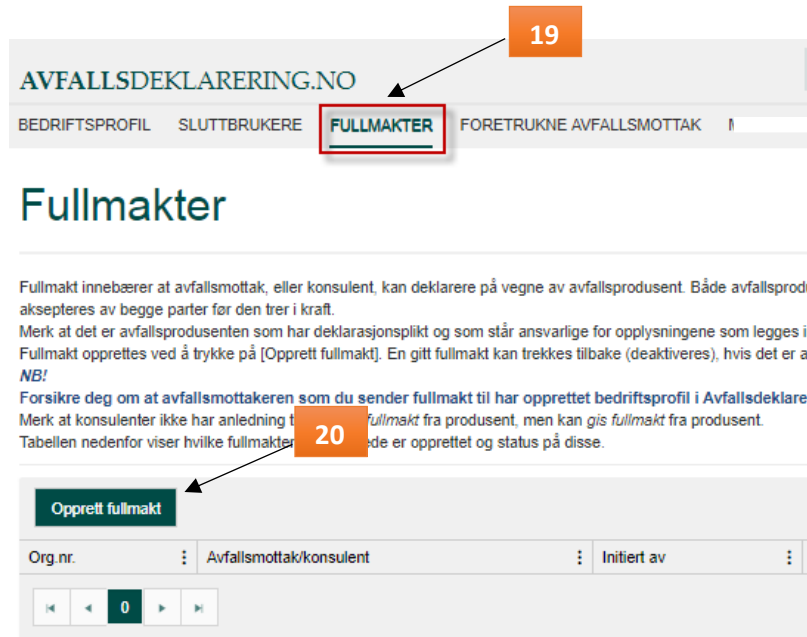 19
AVFALLSDEKLARERING.NO
BEDRIFTSPROFIL SLUTTBRUKERE FULLMAKTER FORETRUKNE AVFALLSMOTTAK
Fullmakter
Fullmakt innebærer at avfallsmottak, eller konsulent, kan deklarere på vegne av avfallsprodusent. Både
aksepteres av begge parter før den trer i kraft.
Merk at det er avfallsprodusenten som har deklarasjonsplikt og som står ansvarlige for opplysningene som legges i
Fullmakt opprettes ved å trykke på [Opprett fullmakt]. En gitt fullmakt kan trekkes tilbake (deaktiveres), hvis det er
NB!
Forsikre deg om at avfallsmottakeren som du sender fullmakt til har opprettet bedriftsprofil i
Merk at konsulenter ikke har anledning fullmakt fra produsent, men kan gis fullmakt fra produsent.
Tabellen nedenfor viser hvilke er opprettet og status på disse.
20
Opprett fullmakt
Org.nr. Avfallsmottak/konsulent Initiert av
0